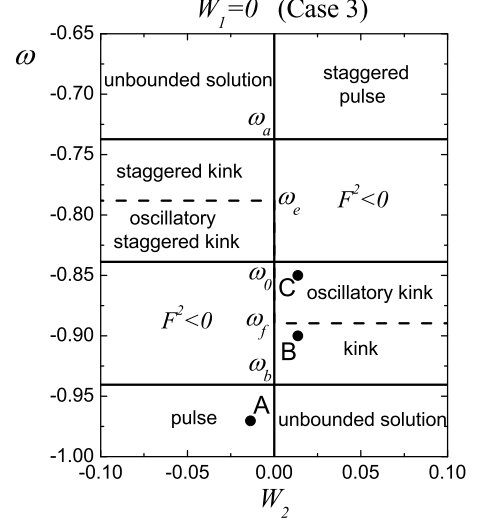 W1=0 (Case 3)
-0.65
ω
unbounded solution
staggered
pulse
-0.70
ωa
-0.75
staggered kink
ωe
F2<0
-0.80
oscillatory
staggered kink
-0.85
ω0
C
oscillatory kink
F2<0
ωf
-0.90
B
kink
ωb
-0.95
pulse
A
unbounded solution
-1.00
-0.10 -0.05 0.00 0.05 0.10
W2